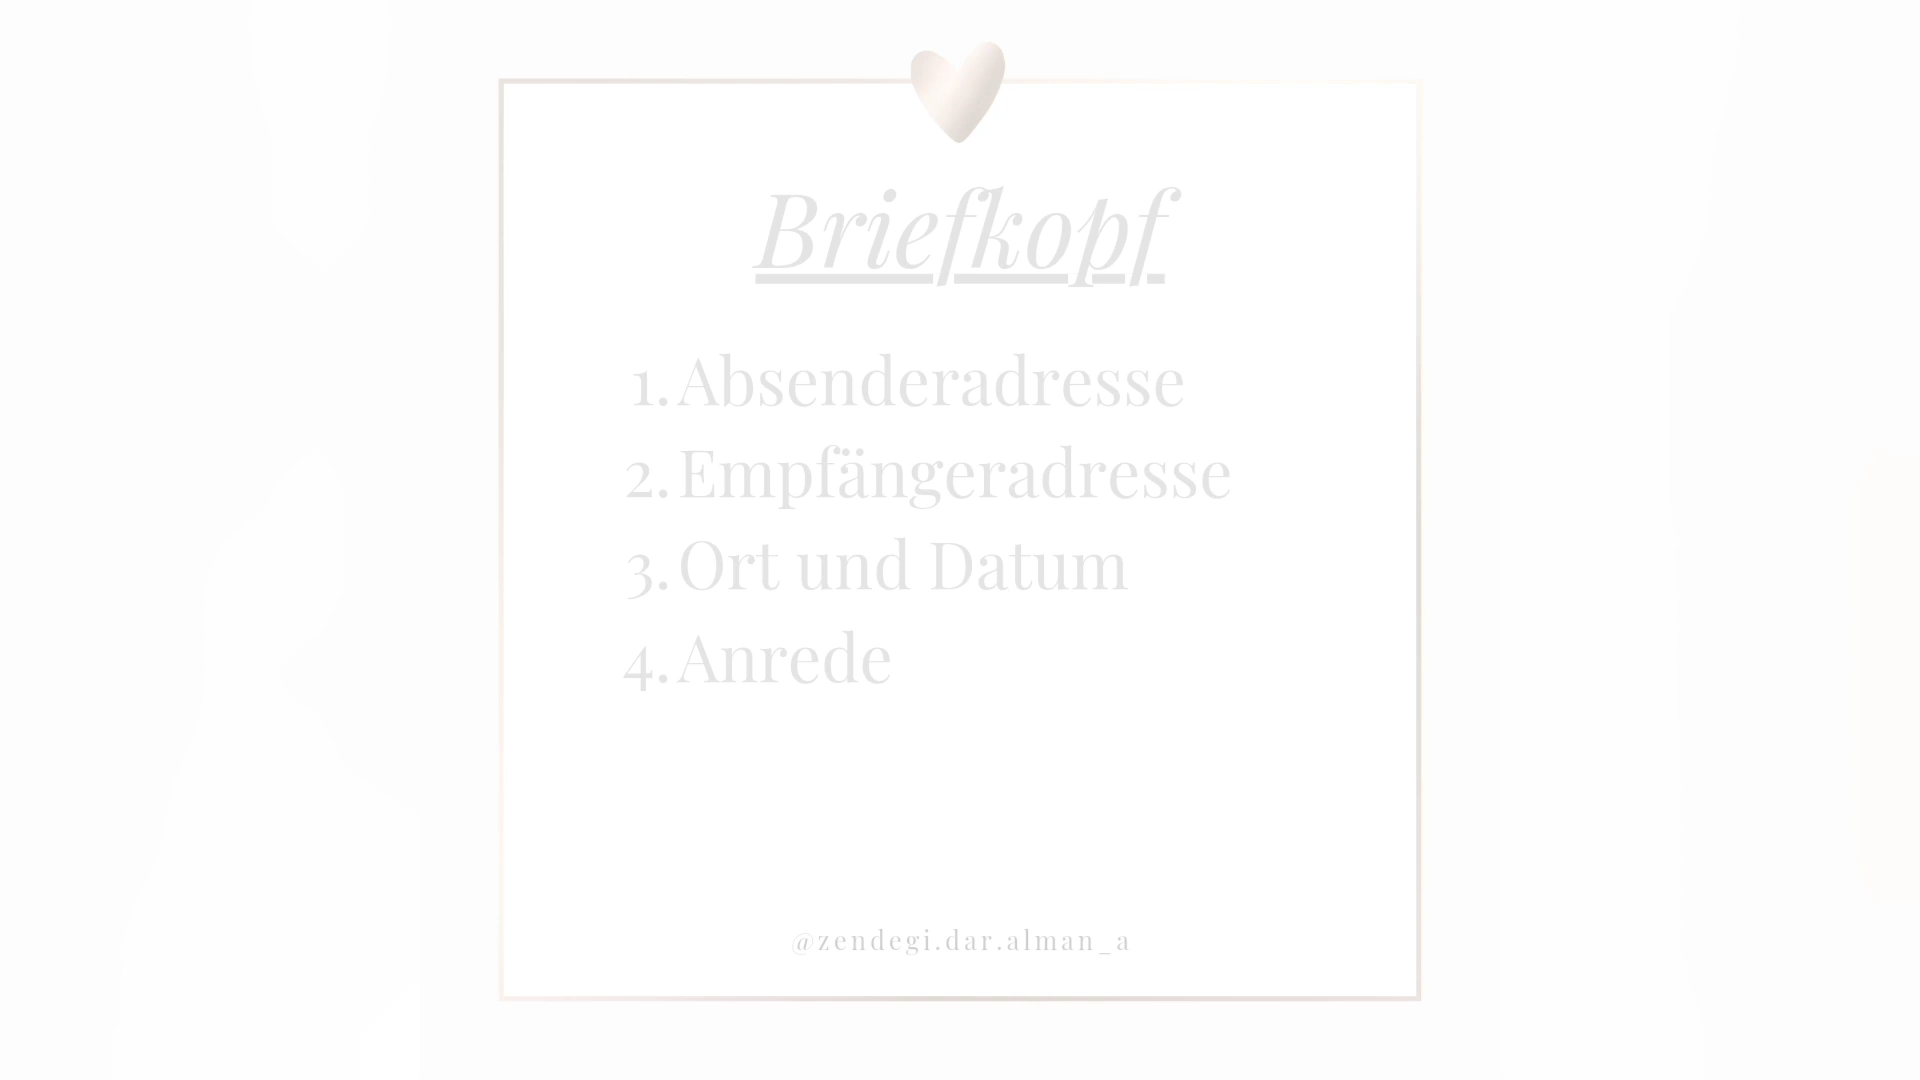 Briefkopf
1. Absenderadresse
2. Empfängeradresse
3. Ort und Datum
4. Anrede
@zendegi.dar.alman_a